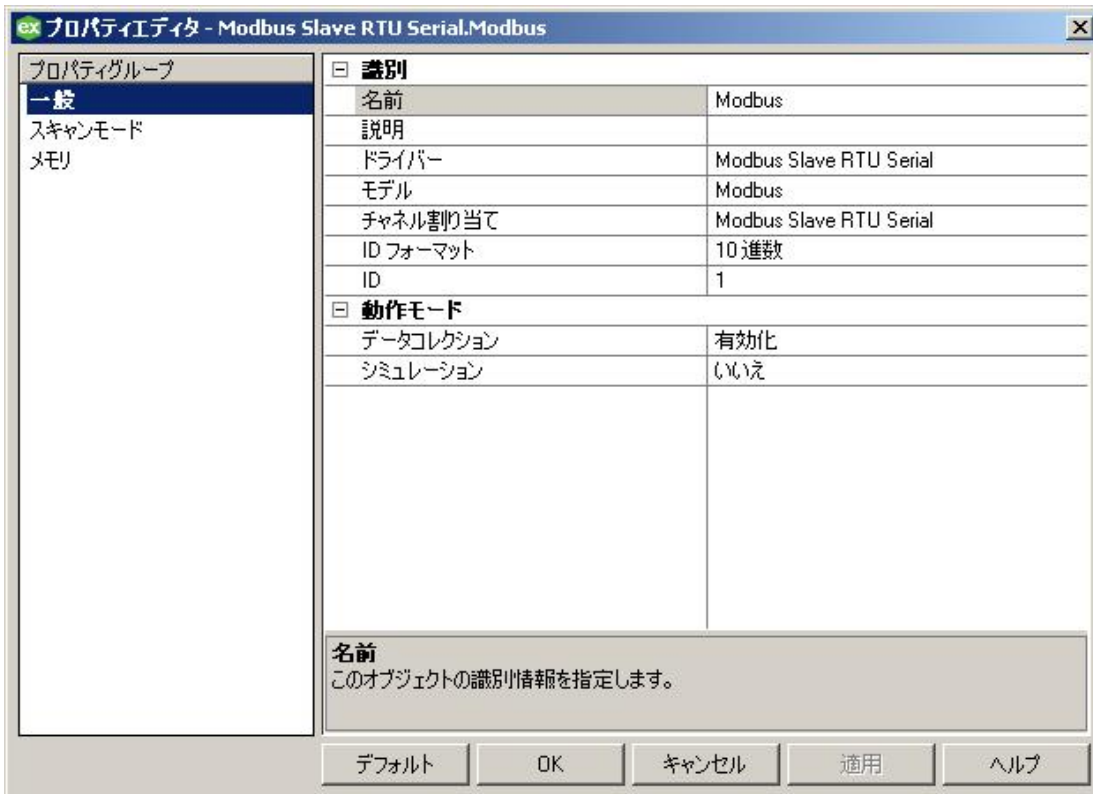 ex プロパティエディタ - Modbus Slave RTU Serial.Modbus
プロパティグループ
一般
スキャンモード
メモリ
識別
名前 Modbus
説明
ドライバー Modbus Slave RTU Serial
モデル Modbus
チャネル割り当て Modbus Slave RTU Serial
ID フォーマット 10 進数
ID 1
動作モード
データコレクション 有効化
シミュレーション いいえ
名前
このオブジェクトの識別情報を指定します。
デフォルト OK キャンセル 適用 ヘルプ